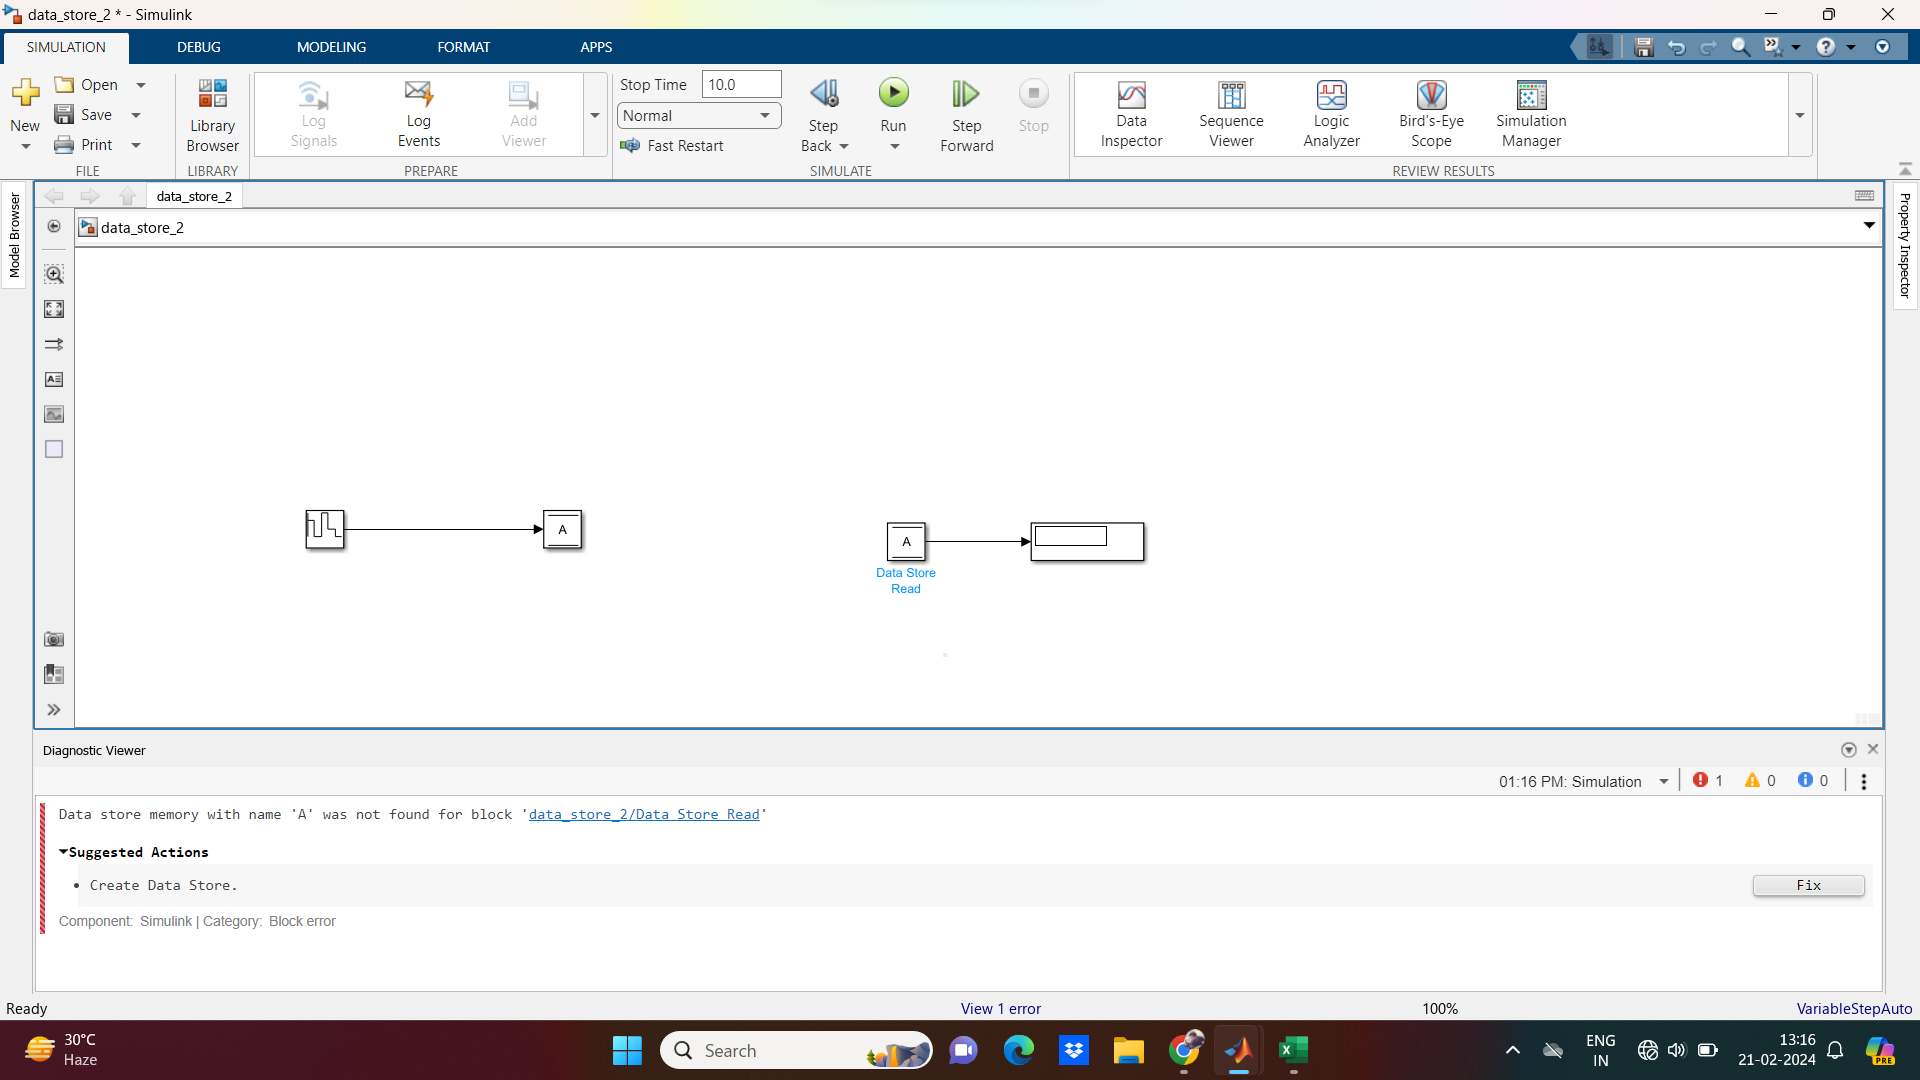 data_store_2 * - Simulink
SIMULATION DEBUG MODELING FORMAT APPS
New
Open
Save
Print
FILE
Library
Browser
LIBRARY
Log
Signals
Log
Events
Add
Viewer
PREPARE
Stop Time 10.0
Normal
Fast Restart
Step
Back
Run
Step
Forward
Stop
SIMULATE
Data
Inspector
Sequence
Viewer
Logic
Analyzer
Bird's-Eye
Scope
Simulation
Manager
REVIEW RESULTS
Model Browser
data_store_2
data_store_2
Property Inspector
A
A
Data Store
Read
Diagnostic Viewer
01:16 PM: Simulation 1 0 0
Data store memory with name 'A' was not found for block 'data_store_2/Data Store Read'
Suggested Actions
• Create Data Store.
Fix
Component: Simulink | Category: Block error
Ready View 1 error 100% VariableStepAuto
30°C
Haze
Search
ENG
IN
13:16
21-02-2024
PRE